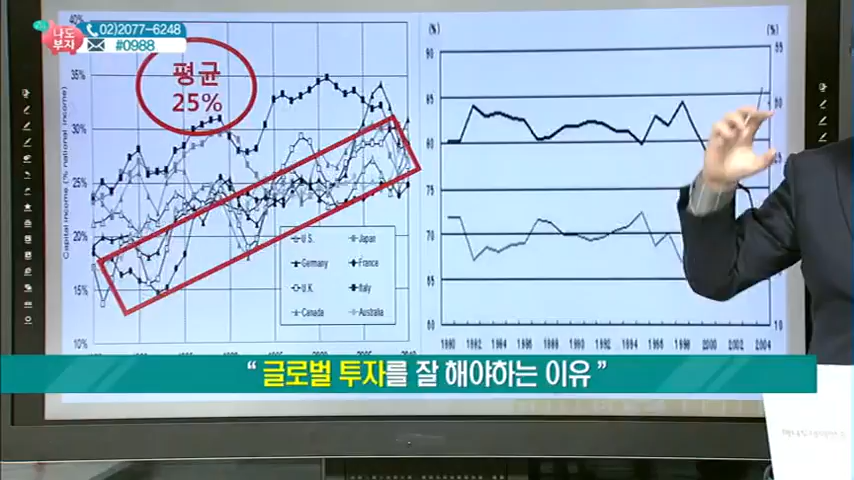 나도
부자
02)2077-6248
#0988
평균
25%
Capital income (% national income)
40%
35%
30%
25%
20%
15%
10%
U.S.
Japan
Germany
France
U.K.
Italy
Canada
Australia
(%)
90
85
80
75
70
65
60
(%)
10
1980 1982 1984 1986 1988 1990 1992 1994 1996 1998 2000 2002 2004
“ 글로벌 투자를 잘 해야하는 이유 ”